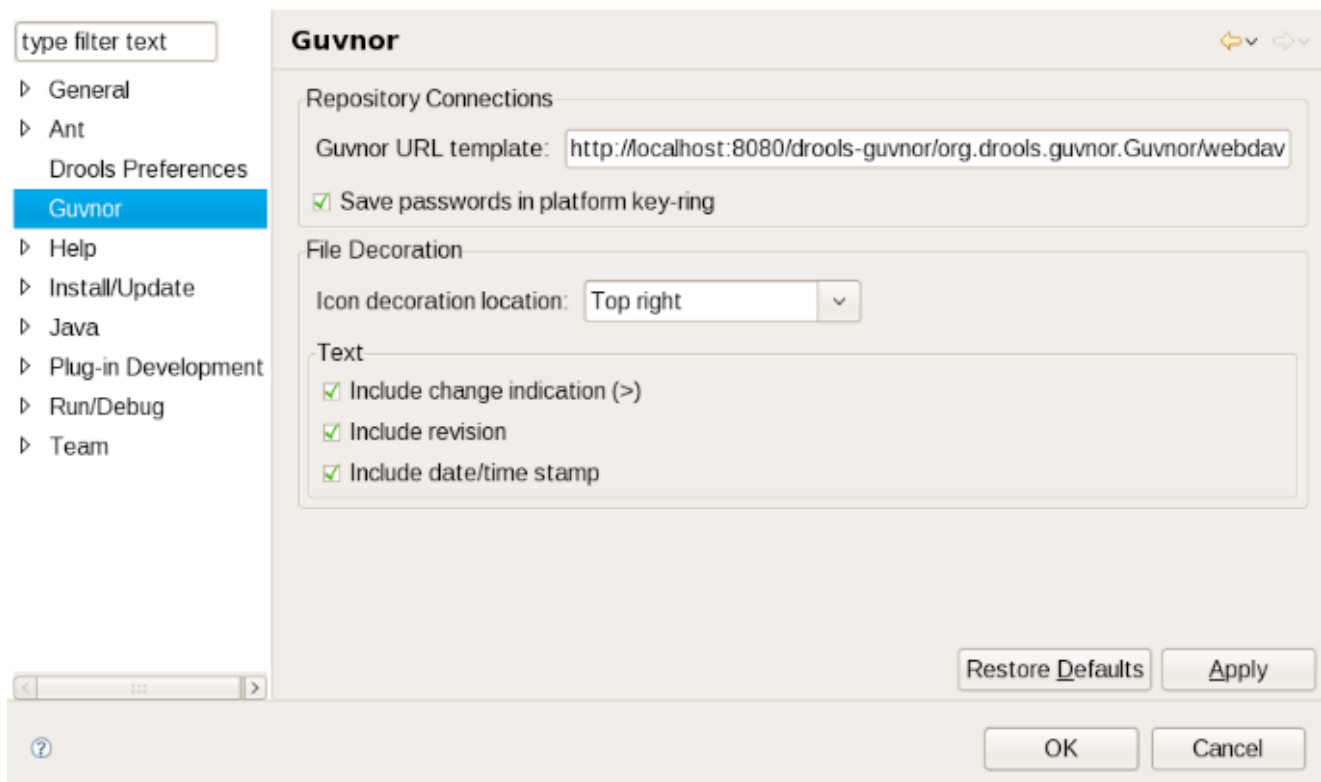 type filter text
General
Ant
Drools Preferences
Guvnor
Help
Install/Update
Java
Plug-in Development
Run/Debug
Team
Guvnor
Repository Connections
Guvnor URL template: http://localhost:8080/drools-guvnor/org.drools.guvnor.Guvnor/webdav
Save passwords in platform key-ring
File Decoration
Icon decoration location: Top right
Text
Include change indication (>)
Include revision
Include date/time stamp
Restore Defaults Apply
OK Cancel